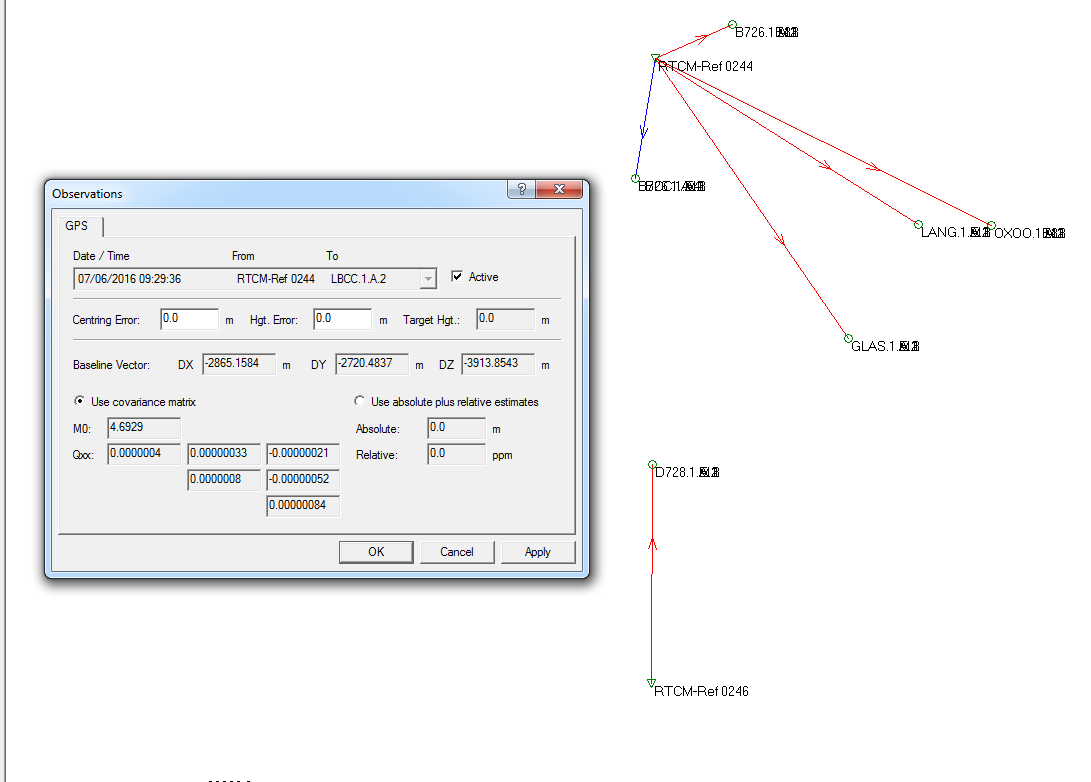 B726.1
RTCM-Ref 0244
Observations
GPS
LANG.1
OXOO.1
Date / Time From To
07/06/2016 09:29:36 RTCM-Ref 0244 LBCC.1.A.2 Active
Centring Error: 0.0 m Hgt. Error: 0.0 m Target Hgt.: 0.0 m
GLAS.1
Baseline Vector: DX -2865.1584 m DY -2720.4837 m DZ -3913.8543 m
Use covariance matrix Use absolute plus relative estimates
M0: 4.6929 Absolute: 0.0 m
Qxx: 0.0000004 0.00000033 -0.00000021 Relative: 0.0 ppm
0.0000008 -0.00000052
D728.1
0.00000084
OK Cancel Apply
RTCM-Ref 0246